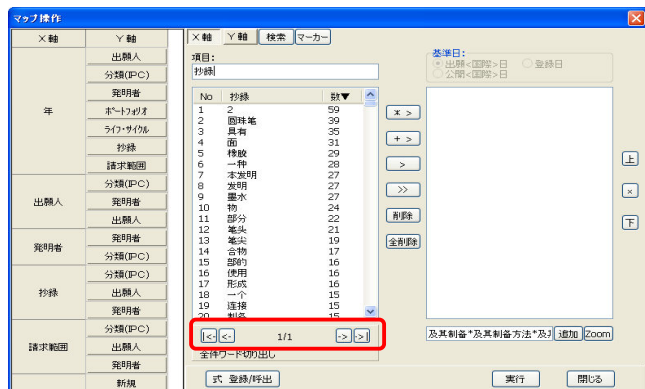 マップ操作
X 軸 Y 軸
年
出願人
分類(IPC)
発明者
ポートフォリオ
ライフ・サイクル
抄録
請求範囲
出願人
分類(IPC)
発明者
出願人
発明者
発明者
分類(IPC)
抄録
分類(IPC)
出願人
発明者
請求範囲
分類(IPC)
出願人
発明者
新規
X 軸 Y 軸 検索 マーカー
項目:
抄録
No 抄録 数▼
1 2 59
2 圆珠笔 39
3 具有 35
4 面 31
5 橡胶 29
6 一种 28
7 本发明 27
8 发明 27
9 墨水 27
10 物 24
11 部分 22
12 笔头 21
13 笔尖 19
14 合物 17
15 部的 16
16 使用 16
17 形成 16
18 一个 15
19 连接 15
20 制备 15
|<- <- 1/1 -> ->|
全件ワード切り出し
式 登録/呼出
* >
+ >
>
>>
削除
全削除
基準日:
出願<国際>日 登録日
公開<国際>日
上
×
下
及其制备*及其制备方法*及 追加 Zoom
実行 閉じる